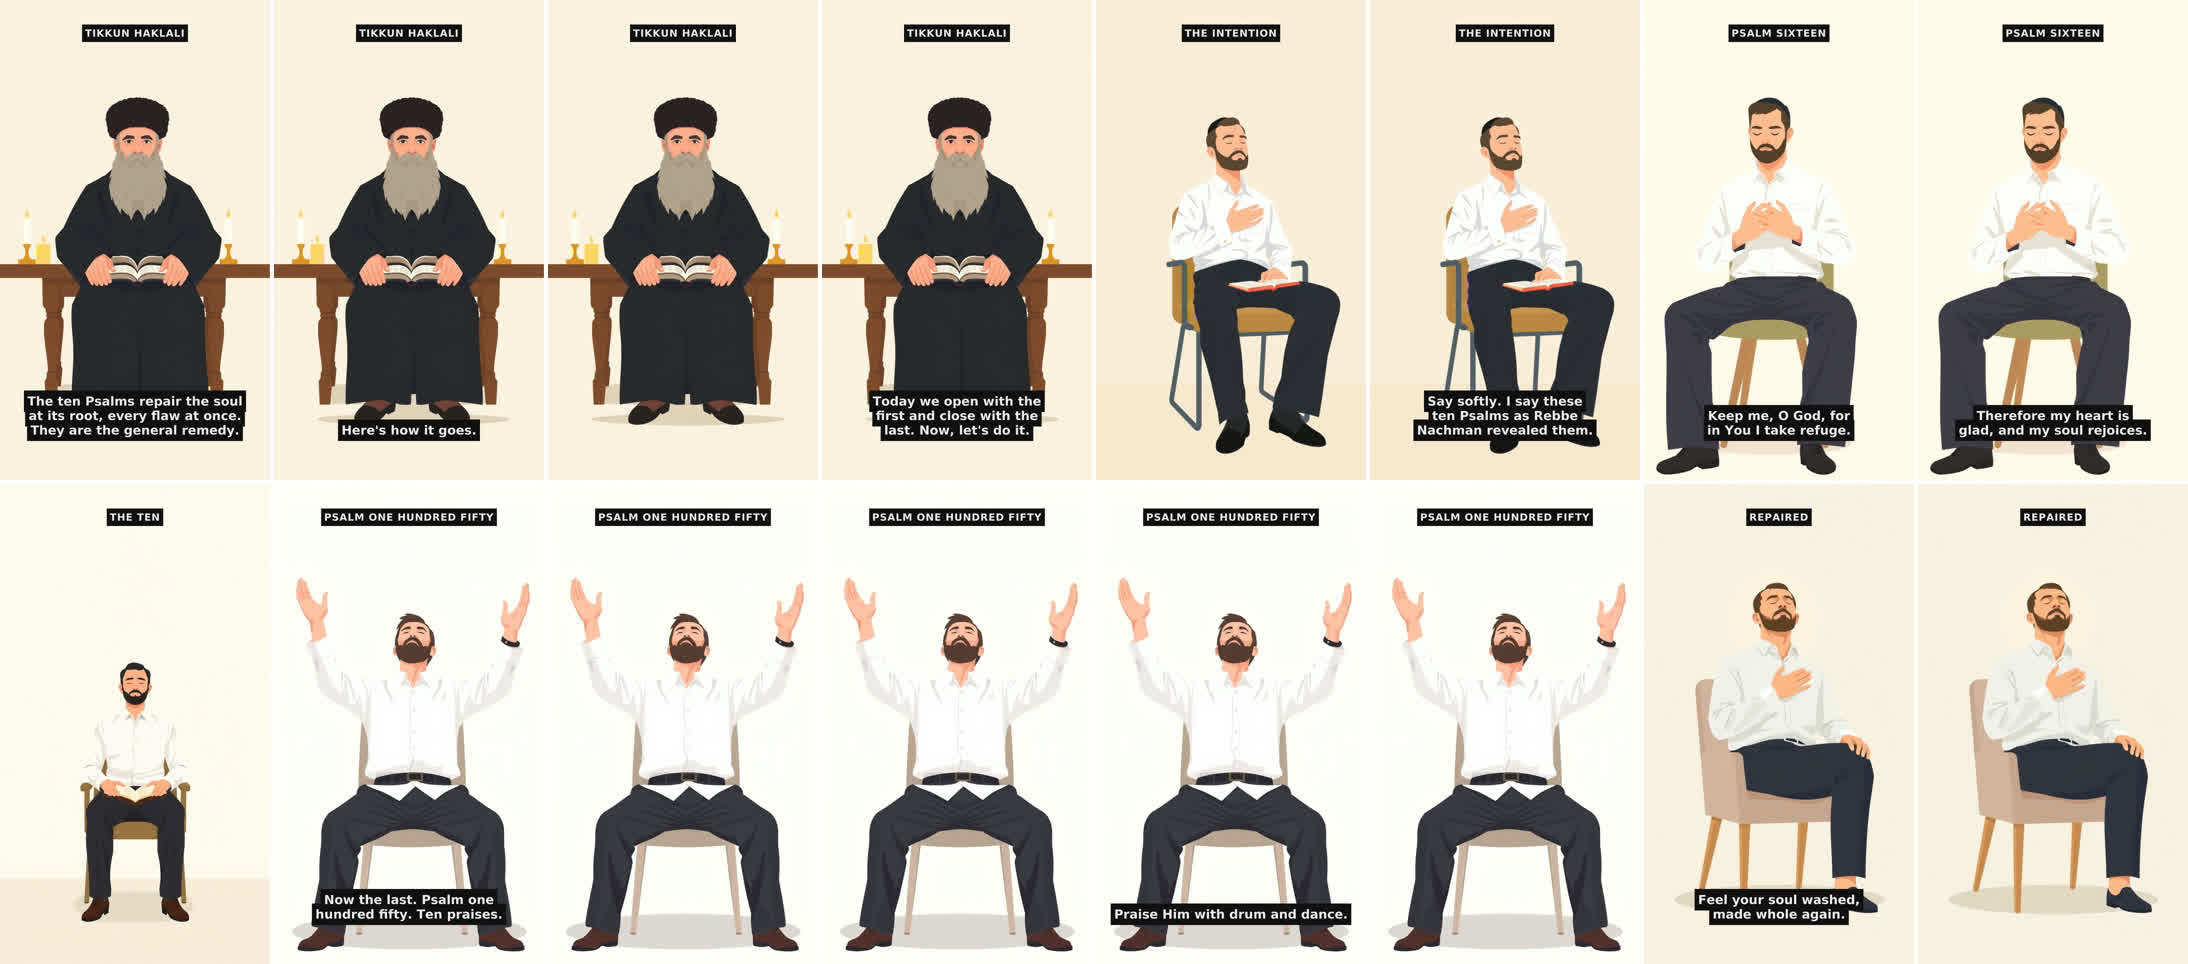 TIKKUN HAKLALI
The ten Psalms repair the soul
at its root, every flaw at once.
They are the general remedy.
TIKKUN HAKLALI
Here's how it goes.
TIKKUN HAKLALI
TIKKUN HAKLALI
Today we open with the
first and close with the
last. Now, let's do it.
THE INTENTION
THE INTENTION
Say softly. I say these
ten Psalms as Rebbe
Nachman revealed them.
PSALM SIXTEEN
Keep me, O God, for
in You I take refuge.
PSALM SIXTEEN
Therefore my heart is
glad, and my soul rejoices.
THE TEN
PSALM ONE HUNDRED FIFTY
Now the last. Psalm one
hundred fifty. Ten praises.
PSALM ONE HUNDRED FIFTY
PSALM ONE HUNDRED FIFTY
PSALM ONE HUNDRED FIFTY
Praise Him with drum and dance.
PSALM ONE HUNDRED FIFTY
REPAIRED
Feel your soul washed,
made whole again.
REPAIRED